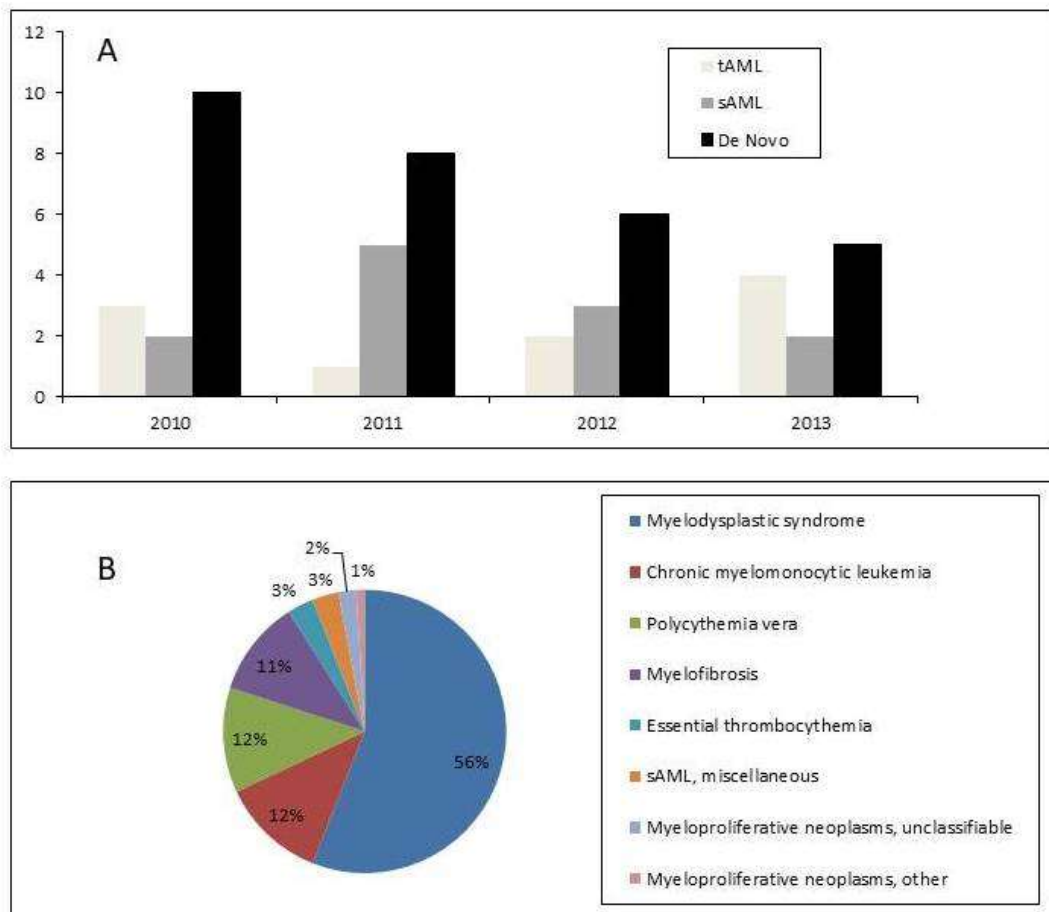 A
12
10
8
6
4
2
0
2010 2011 2012 2013
tAML
sAML
De Novo
B
2%
1%
3%
3%
11%
12%
12%
56%
Myelodysplastic syndrome
Chronic myelomonocytic leukemia
Polycythemia vera
Myelofibrosis
Essential thrombocythemia
sAML, miscellaneous
Myeloproliferative neoplasms, unclassifiable
Myeloproliferative neoplasms, other